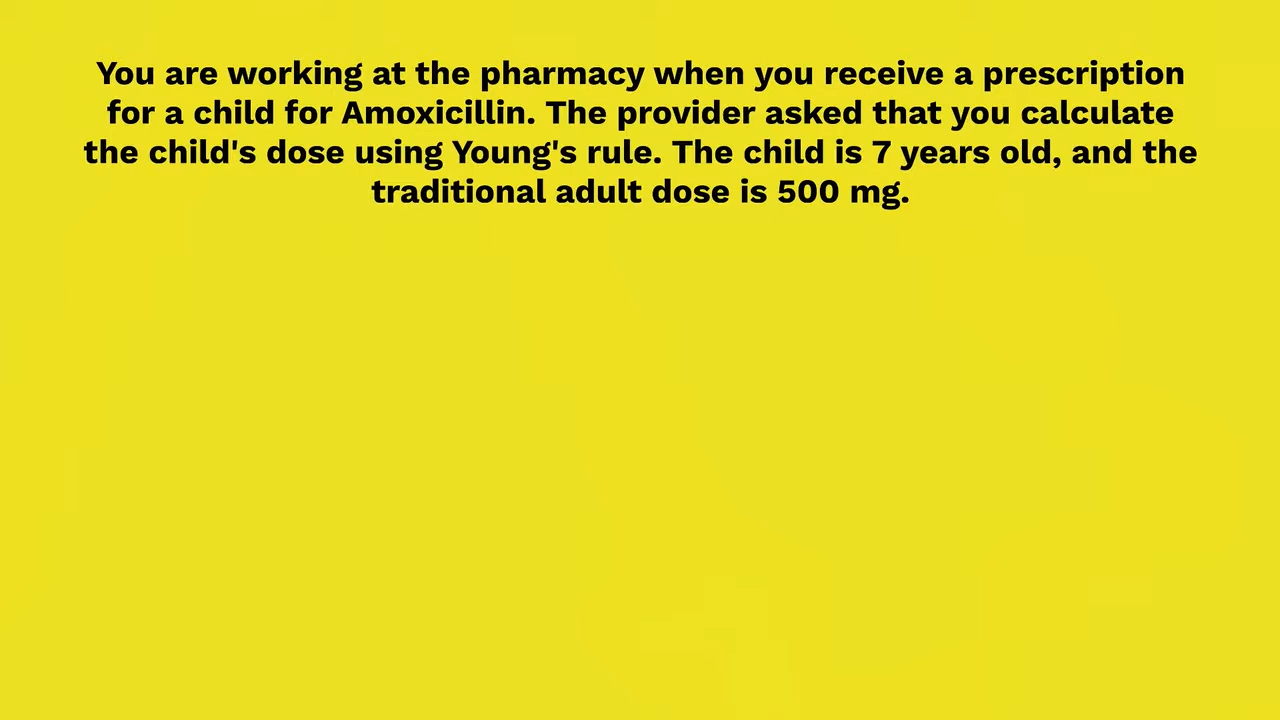 You are working at the pharmacy when you receive a prescription
for a child for Amoxicillin. The provider asked that you calculate
the child's dose using Young's rule. The child is 7 years old, and the
traditional adult dose is 500 mg.